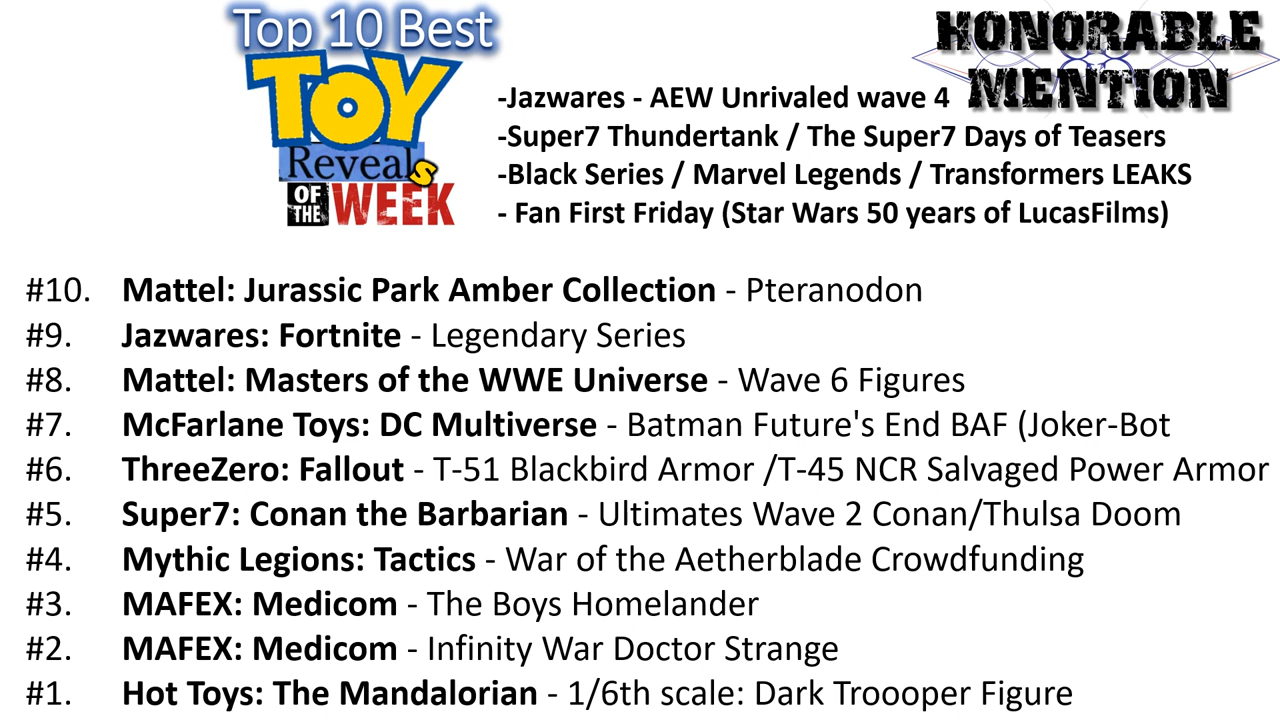 Top 10 Best
TOY
Reveals
OF THE WEEK
HONORABLE
MENTION
-Jazwares - AEW Unrivaled wave 4
-Super7 Thundertank / The Super7 Days of Teasers
-Black Series / Marvel Legends / Transformers LEAKS
- Fan First Friday (Star Wars 50 years of LucasFilms)
#10. Mattel: Jurassic Park Amber Collection - Pteranodon
#9. Jazwares: Fortnite - Legendary Series
#8. Mattel: Masters of the WWE Universe - Wave 6 Figures
#7. McFarlane Toys: DC Multiverse - Batman Future's End BAF (Joker-Bot
#6. ThreeZero: Fallout - T-51 Blackbird Armor /T-45 NCR Salvaged Power Armor
#5. Super7: Conan the Barbarian - Ultimates Wave 2 Conan/Thulsa Doom
#4. Mythic Legions: Tactics - War of the Aetherblade Crowdfunding
#3. MAFEX: Medicom - The Boys Homelander
#2. MAFEX: Medicom - Infinity War Doctor Strange
#1. Hot Toys: The Mandalorian - 1/6th scale: Dark Troooper Figure